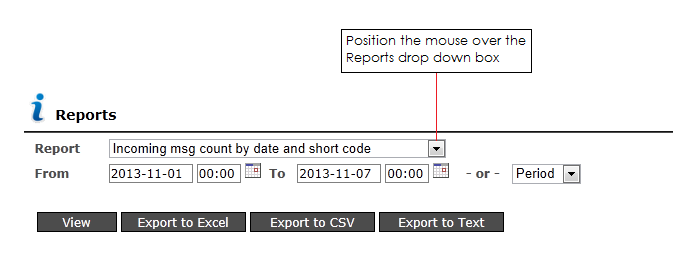 Position the mouse over the
Reports drop down box
Reports
Report Incoming msg count by date and short code
From 2013-11-01 00:00 To 2013-11-07 00:00 - or - Period
View Export to Excel Export to CSV Export to Text